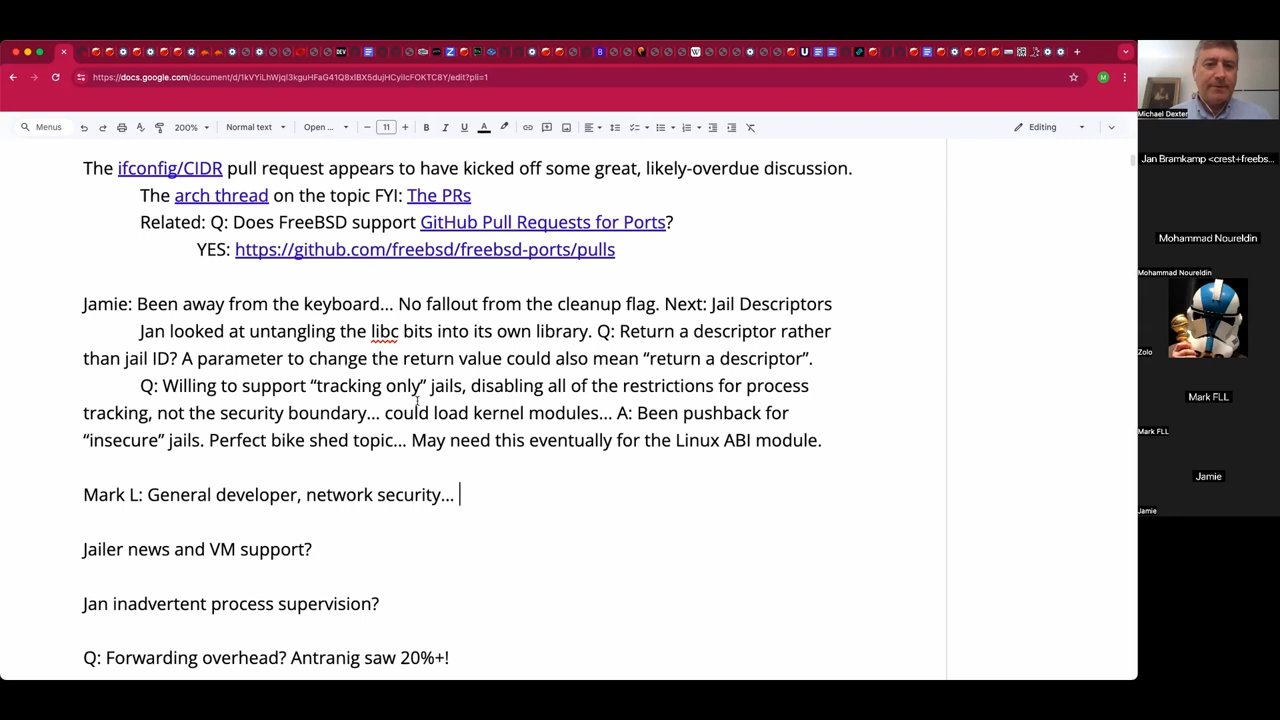 https://docs.google.com/document/d/1kVYiLhWjql3kguHFaG41Q8xlBX5dujHCyilcFOKTC8Y/edit?pli=1
Menus
200%
Normal text
Open ...
11
Editing
The ifconfig/CIDR pull request appears to have kicked off some great, likely-overdue discussion.
The arch thread on the topic FYI: The PRs
Related: Q: Does FreeBSD support GitHub Pull Requests for Ports?
YES: https://github.com/freebsd/freebsd-ports/pulls
Jamie: Been away from the keyboard... No fallout from the cleanup flag. Next: Jail Descriptors
Jan looked at untangling the libc bits into its own library. Q: Return a descriptor rather
than jail ID? A parameter to change the return value could also mean “return a descriptor”.
Q: Willing to support “tracking only” jails, disabling all of the restrictions for process
tracking, not the security boundary... could load kernel modules... A: Been pushback for
“insecure” jails. Perfect bike shed topic... May need this eventually for the Linux ABI module.
Mark L: General developer, network security...
Jailer news and VM support?
Jan inadvertent process supervision?
Q: Forwarding overhead? Antranig saw 20%+!
Michael Dexter
Jan Bramkamp <crest+freebs...
Mohammad Noureldin
Mohammad Noureldin
Zolo
Mark FLL
Mark FLL
Jamie
Jamie